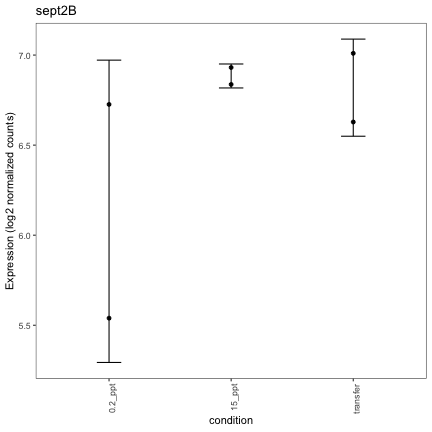 sept2B
Expression (log2 normalized counts)
7.0
6.5
6.0
5.5
0.2_ppt
15_ppt
transfer
condition